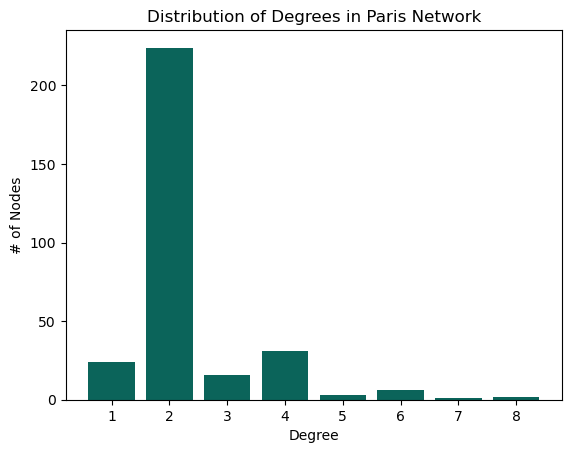 Distribution of Degrees in Paris Network
# of Nodes
200
150
100
50
0
1 2 3 4 5 6 7 8
Degree